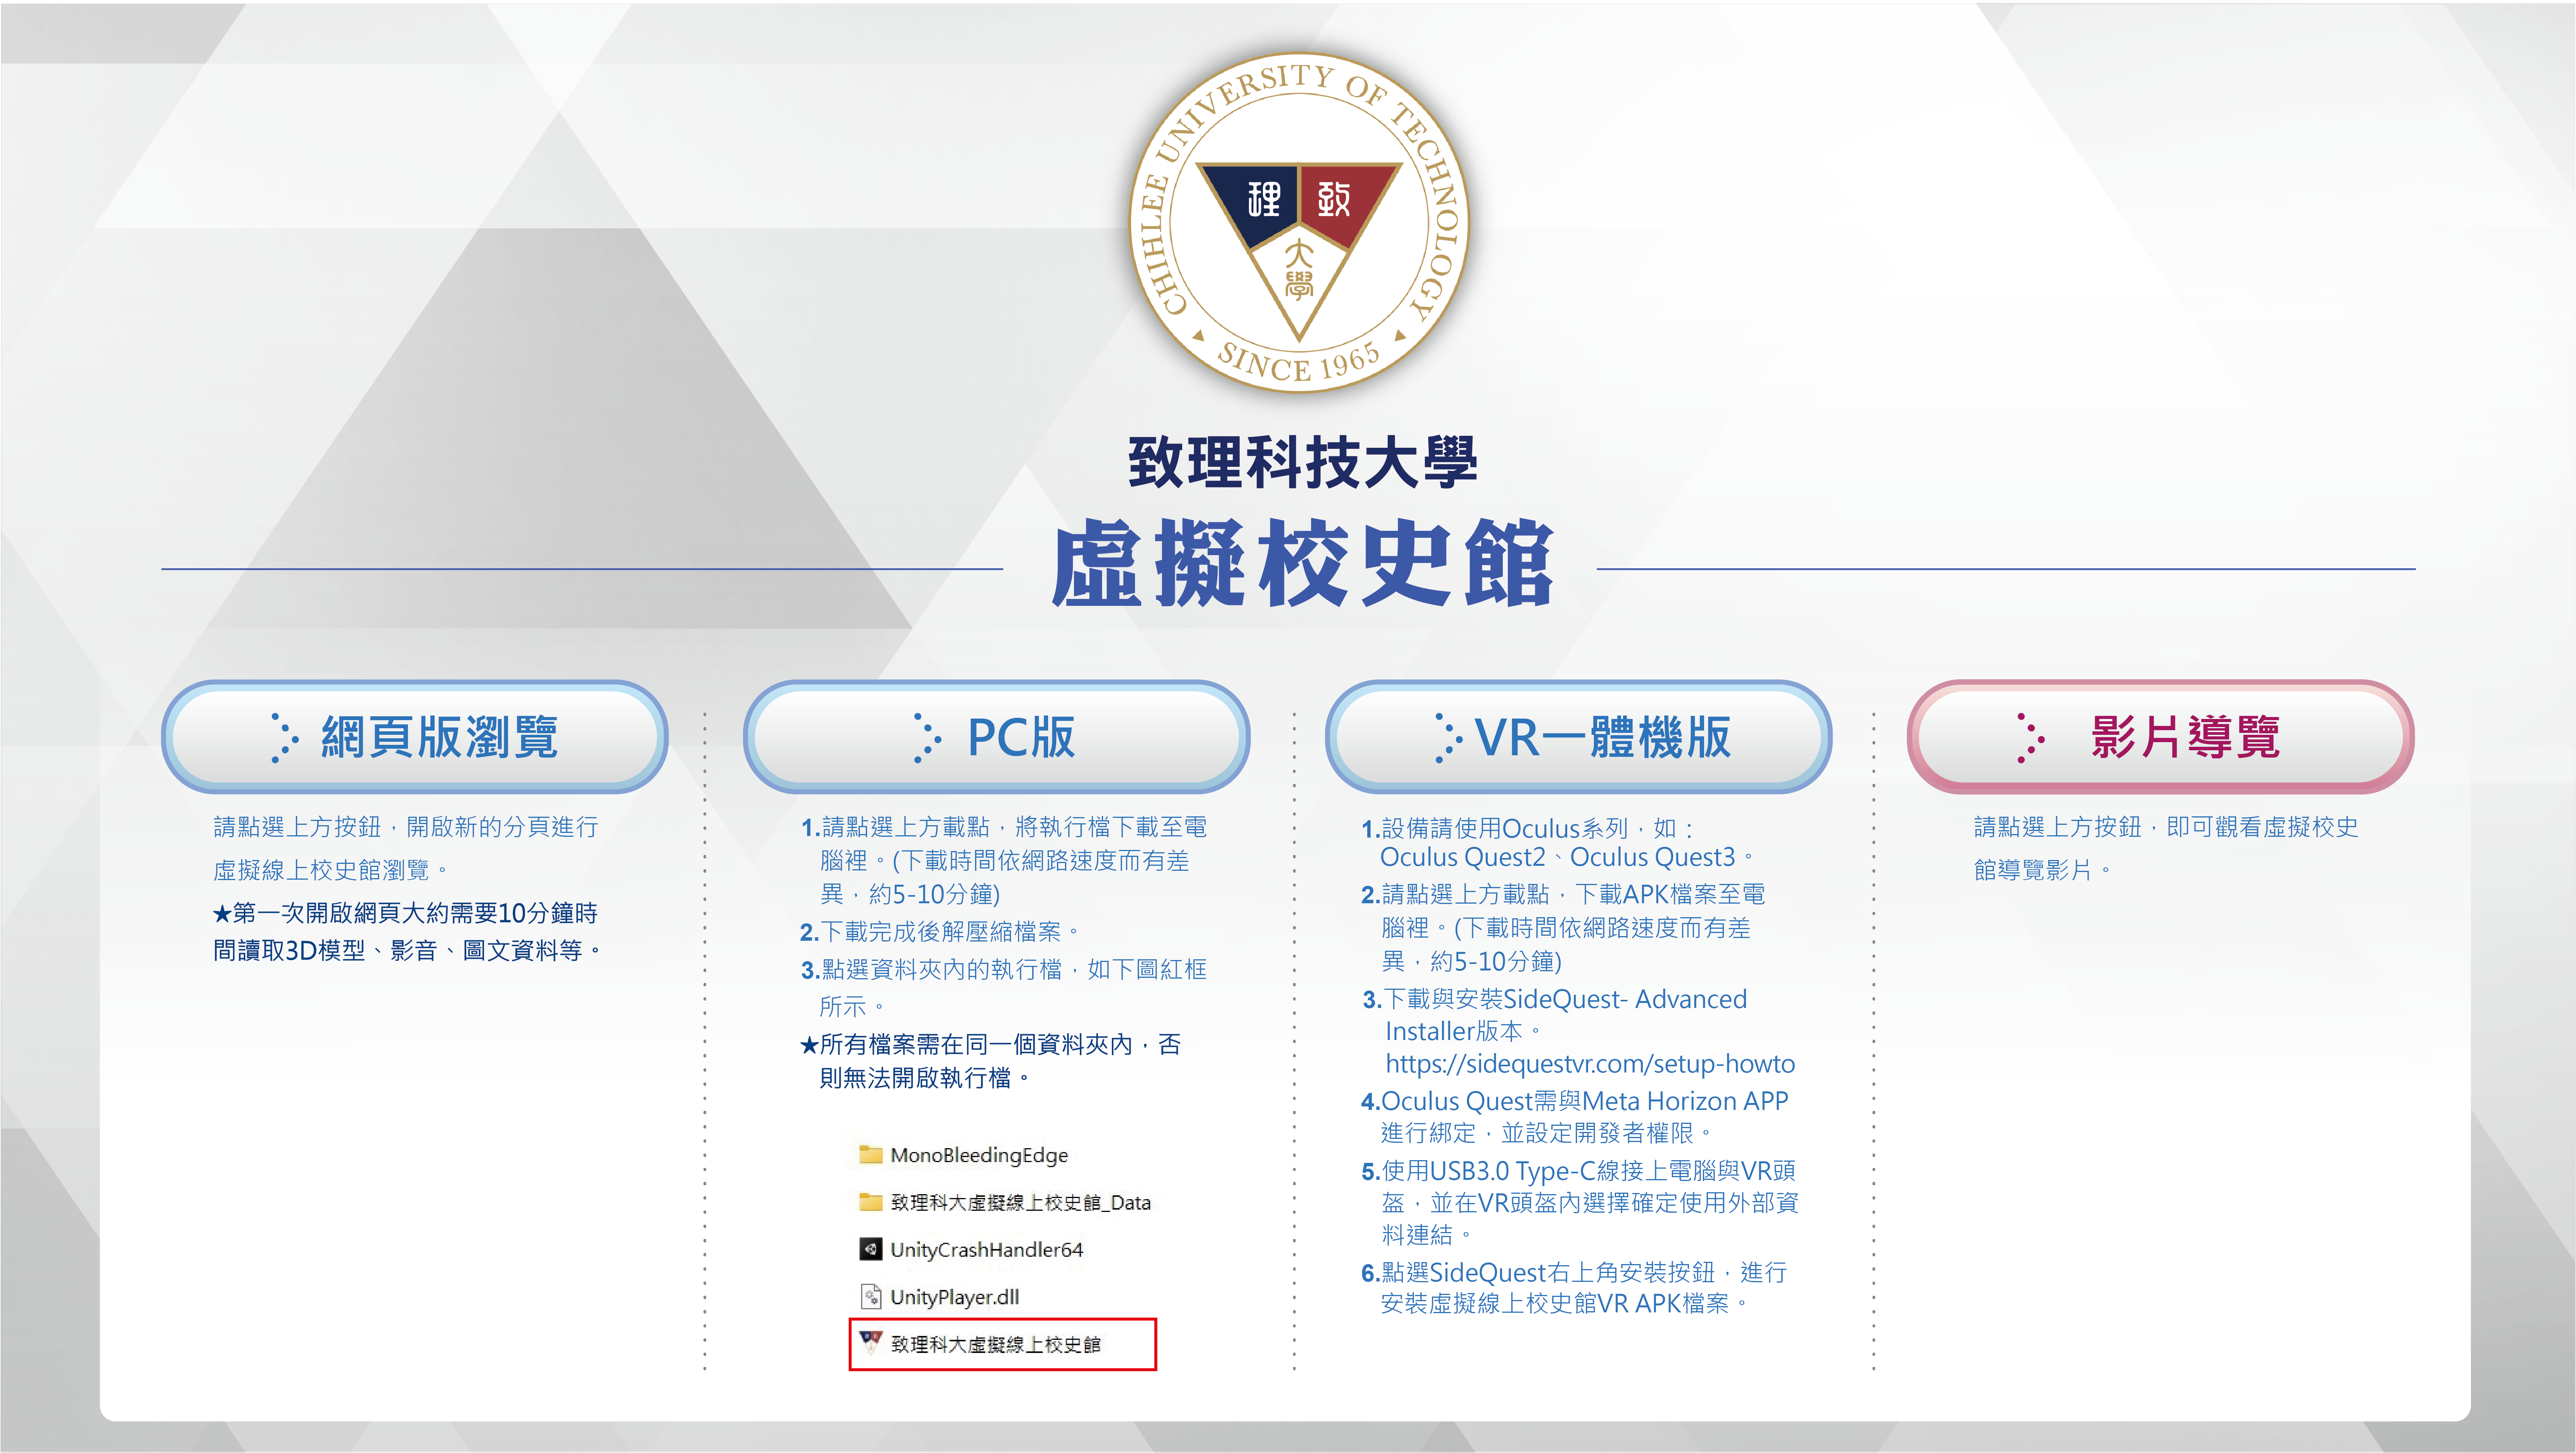 CHIHLEE UNIVERSITY OF TECHNOLOGY
理 致
大
學
SINCE 1965
致理科技大學
虛擬校史館
網頁版瀏覽
請點選上方按鈕，開啟新的分頁進行
虛擬線上校史館瀏覽。
★第一次開啟網頁大約需要10分鐘時
間讀取3D模型、影音、圖文資料等。
PC版
1.請點選上方載點，將執行檔下載至電
腦裡。(下載時間依網路速度而有差
異，約5-10分鐘)
2.下載完成後解壓縮檔案。
3.點選資料夾內的執行檔，如下圖紅框
所示。
★所有檔案需在同一個資料夾內，否
則無法開啟執行檔。
MonoBleedingEdge
致理科大虛擬線上校史館_Data
UnityCrashHandler64
UnityPlayer.dll
致理科大虛擬線上校史館
VR一體機版
1.設備請使用Oculus系列，如：
Oculus Quest2、Oculus Quest3。
2.請點選上方載點，下載APK檔案至電
腦裡。(下載時間依網路速度而有差
異，約5-10分鐘)
3.下載與安裝SideQuest- Advanced
Installer版本。
https://sidequestvr.com/setup-howto
4.Oculus Quest需與Meta Horizon APP
進行綁定，並設定開發者權限。
5.使用USB3.0 Type-C線接上電腦與VR頭
盔，並在VR頭盔內選擇確定使用外部資
料連結。
6.點選SideQuest右上角安裝按鈕，進行
安裝虛擬線上校史館VR APK檔案。
影片導覽
請點選上方按鈕，即可觀看虛擬校史
館導覽影片。